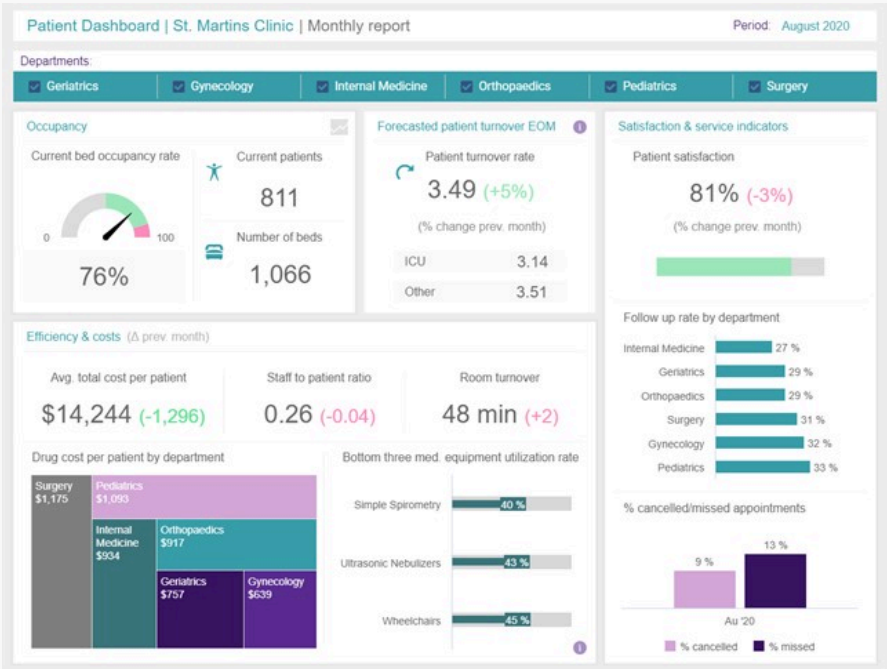 Patient Dashboard | St. Martins Clinic | Monthly report
Period: August 2020
Departments:
Geriatrics
Gynecology
Internal Medicine
Orthopaedics
Pediatrics
Surgery
Occupancy
Current bed occupancy rate
0
100
76%
Current patients
811
Number of beds
1,066
Forecasted patient turnover EOM
i
Patient turnover rate
3.49 (+5%)
(% change prev. month)
ICU 3.14
Other 3.51
Satisfaction & service indicators
Patient satisfaction
81% (-3%)
(% change prev. month)
Follow up rate by department
Internal Medicine 27 %
Geriatrics 29 %
Orthopaedics 29 %
Surgery 31 %
Gynecology 32 %
Pediatrics 33 %
% cancelled/missed appointments
9 %
13 %
Au '20
% cancelled
% missed
Efficiency & costs (Δ prev. month)
Avg. total cost per patient
$14,244 (-1,296)
Staff to patient ratio
0.26 (-0.04)
Room turnover
48 min (+2)
Drug cost per patient by department
Surgery
$1,175
Pediatrics
$1,093
Internal
Medicine
$934
Orthopaedics
$917
Geriatrics
$757
Gynecology
$639
Bottom three med. equipment utilization rate
Simple Spirometry 40 %
Ultrasonic Nebulizers 43 %
Wheelchairs 45 %
i